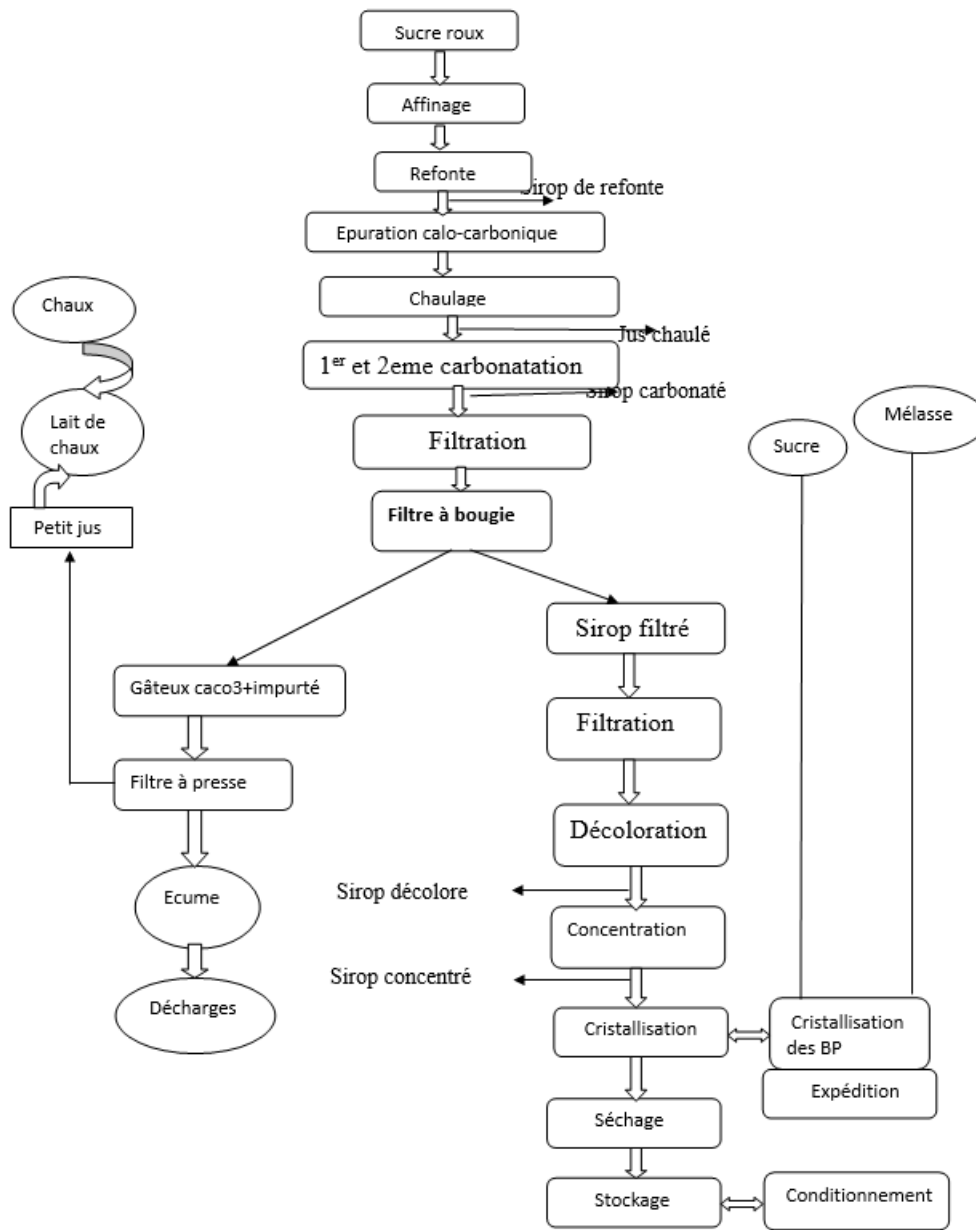 Sucre roux
Affinage
Refonte
Sirop de refonte
Epuration calo-carbonique
Chaulage
Jus chaulé
1er et 2eme carbonatation
Sirop carbonaté
Filtration
Filtre à bougie
Chaux
Lait de
chaux
Petit jus
Gâteux caco3+impurté
Filtre à presse
Ecume
Décharges
Sirop filtré
Filtration
Décoloration
Sirop décolore
Concentration
Sirop concentré
Cristallisation
Séchage
Stockage
Sucre
Mélasse
Cristallisation
des BP
Expédition
Conditionnement